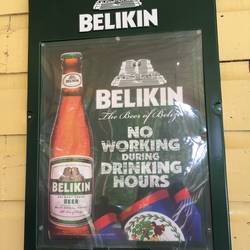 BELIKIN
BELIKIN
The Beer of Belize
NO
WORKING
DURING
DRINKING
HOURS
BELIKIN
BEER